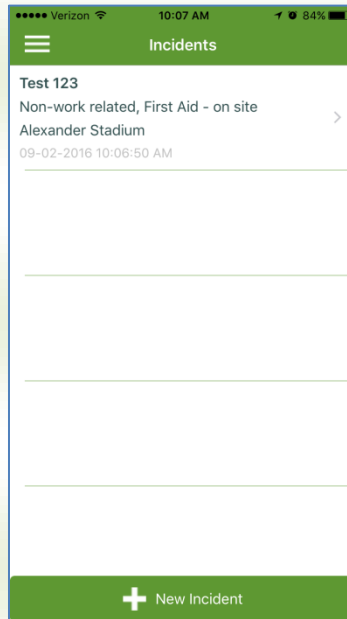 Verizon 10:07 AM 84%
Incidents
Test 123
Non-work related, First Aid - on site
Alexander Stadium
09-02-2016 10:06:50 AM
New Incident